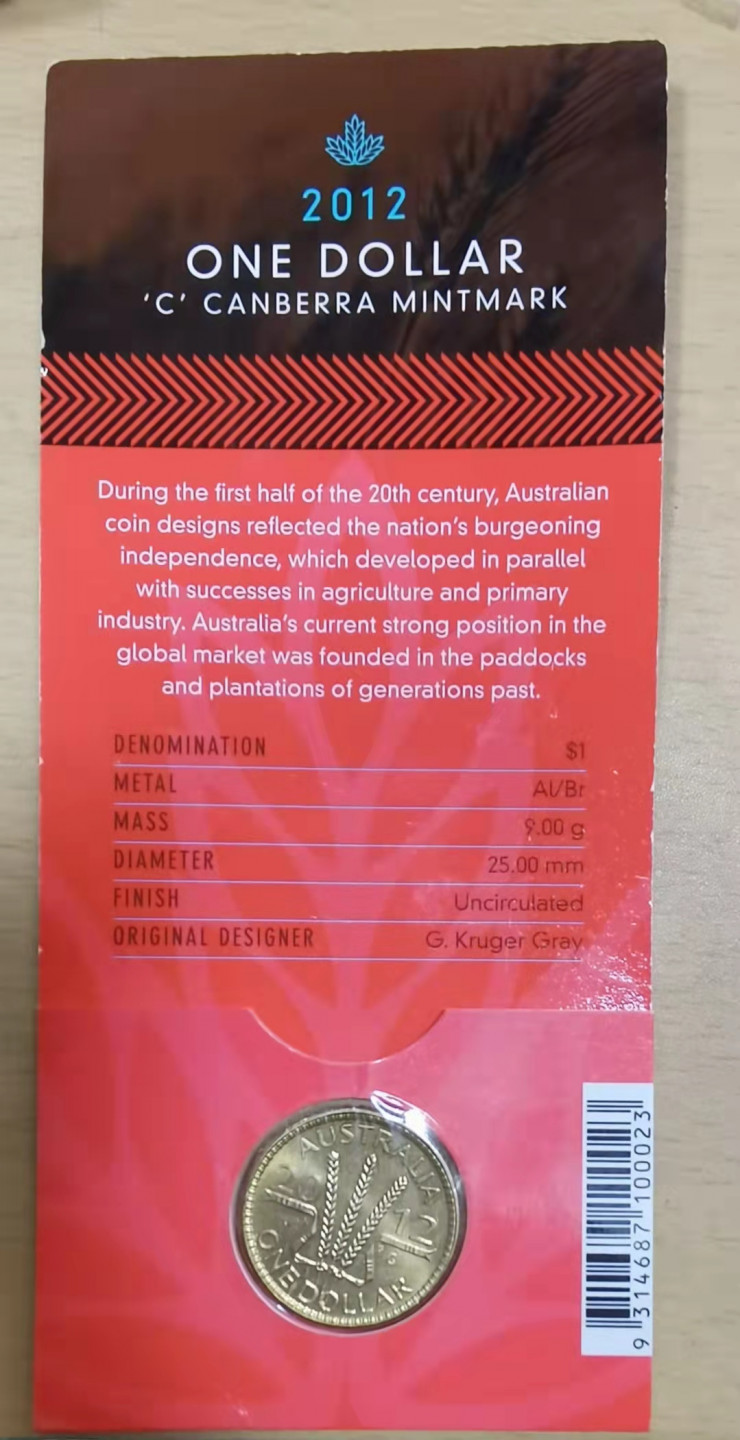 2012
ONE DOLLAR
'C' CANBERRA MINTMARK
During the first half of the 20th century, Australian
coin designs reflected the nation's burgeoning
independence, which developed in parallel
with successes in agriculture and primary
industry. Australia's current strong position in the
global market was founded in the paddocks
and plantations of generations past.
DENOMINATION $1
METAL Al/Br
MASS 9.00 g
DIAMETER 25.00 mm
FINISH Uncirculated
ORIGINAL DESIGNER G. Kruger Gray
AUSTRALIA
ONE DOLLAR
9 314687 100023